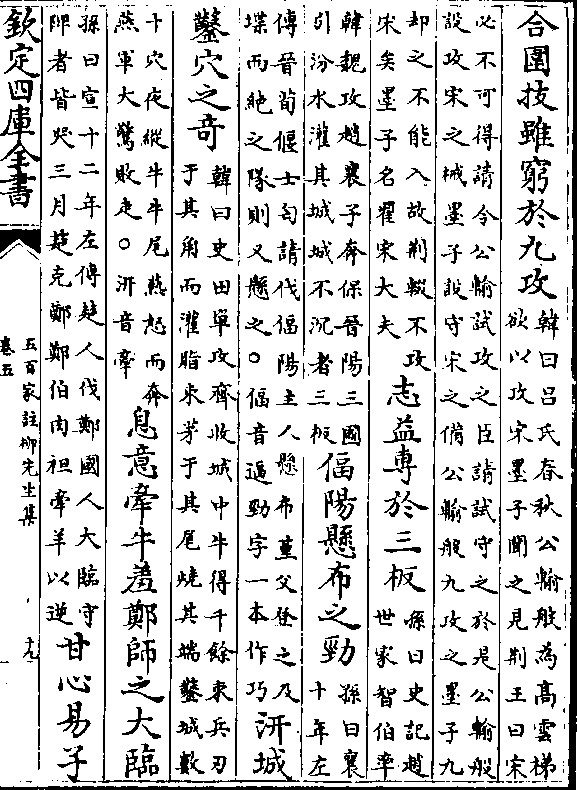 合圍技雖窮於九攻韓曰吕氏春秋公輸般為髙雲梯
欲以攻宋墨子聞之見荆王曰宋
必不可得請令公輸試攻之臣請試守之於是公輸般
設攻宋之械墨子設守宋之備公輸般九攻之墨子九
却之不能入故荆輟不攻
宋矣墨子名翟宋大夫
志益専於三板孫曰史記趙
世家智伯率
韓魏攻趙襄子奔保晉陽三國
引汾水灌其城城不沉者三板
偪陽懸布之勁孫曰襄
十年左
傳晉荀偃士匄請伐偪陽主人懸布堇父登之及
堞而絶之隊則又懸之○偪音逼勁字一本作巧
汧城
鑿穴之奇韓曰史田單攻齊收城中牛得千餘束兵刃
于其角而灌脂束茅于其尾燒其端鑿城數
十穴夜縱牛牛尾熱怒而奔
燕軍大驚敗走○汧音牽
息意牽牛羞鄭師之大臨
孫曰宣十二年左傳楚人伐鄭國人大臨守
陴者皆哭三月楚克鄭鄭伯肉袒牽羊以逆
甘心易子
欽定四庫全書
五百家註柳先生集
卷五
十九